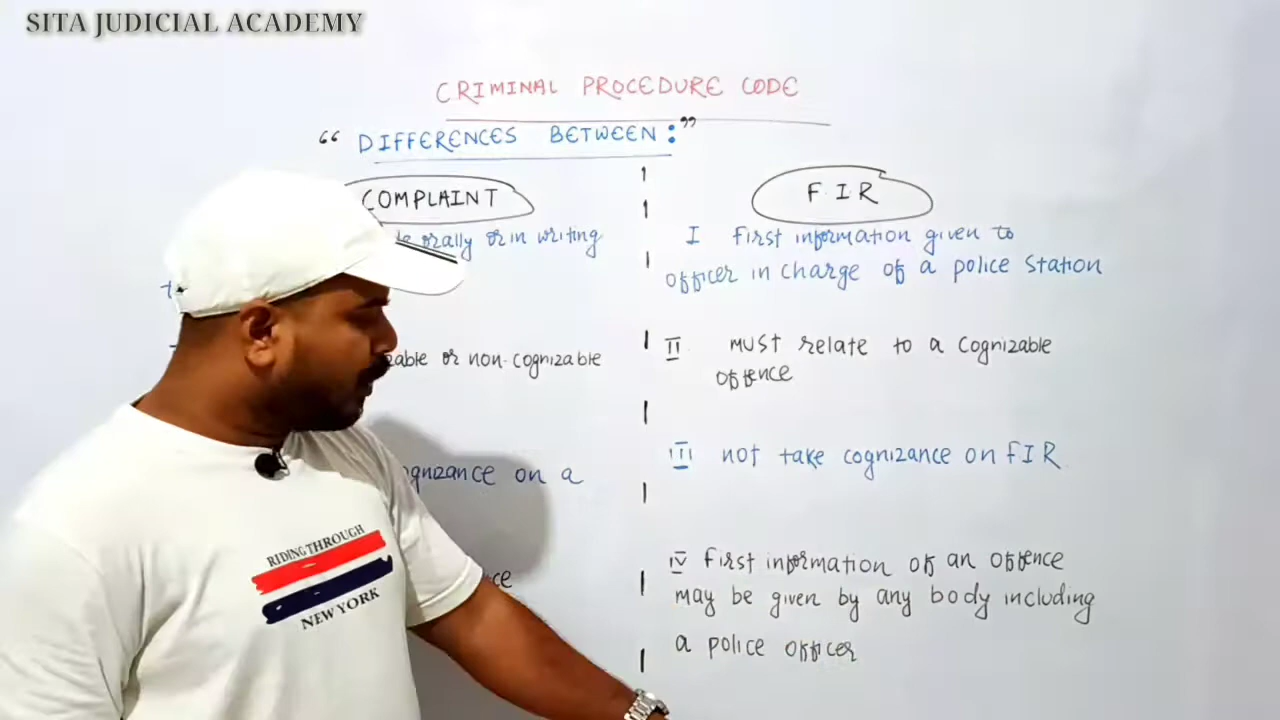 SITA JUDICIAL ACADEMY
CRIMINAL PROCEDURE CODE
“ DIFFERENCES BETWEEN : ”
COMPLAINT
orally or in writing
or non-cognizable
on a
F.I.R
I first information given to
officer in charge of a police station
II must relate to a cognizable
offence
III not take cognizance on FIR
IV first information of an offence
may be given by any body including
a police officer
RIDING THROUGH
NEW YORK